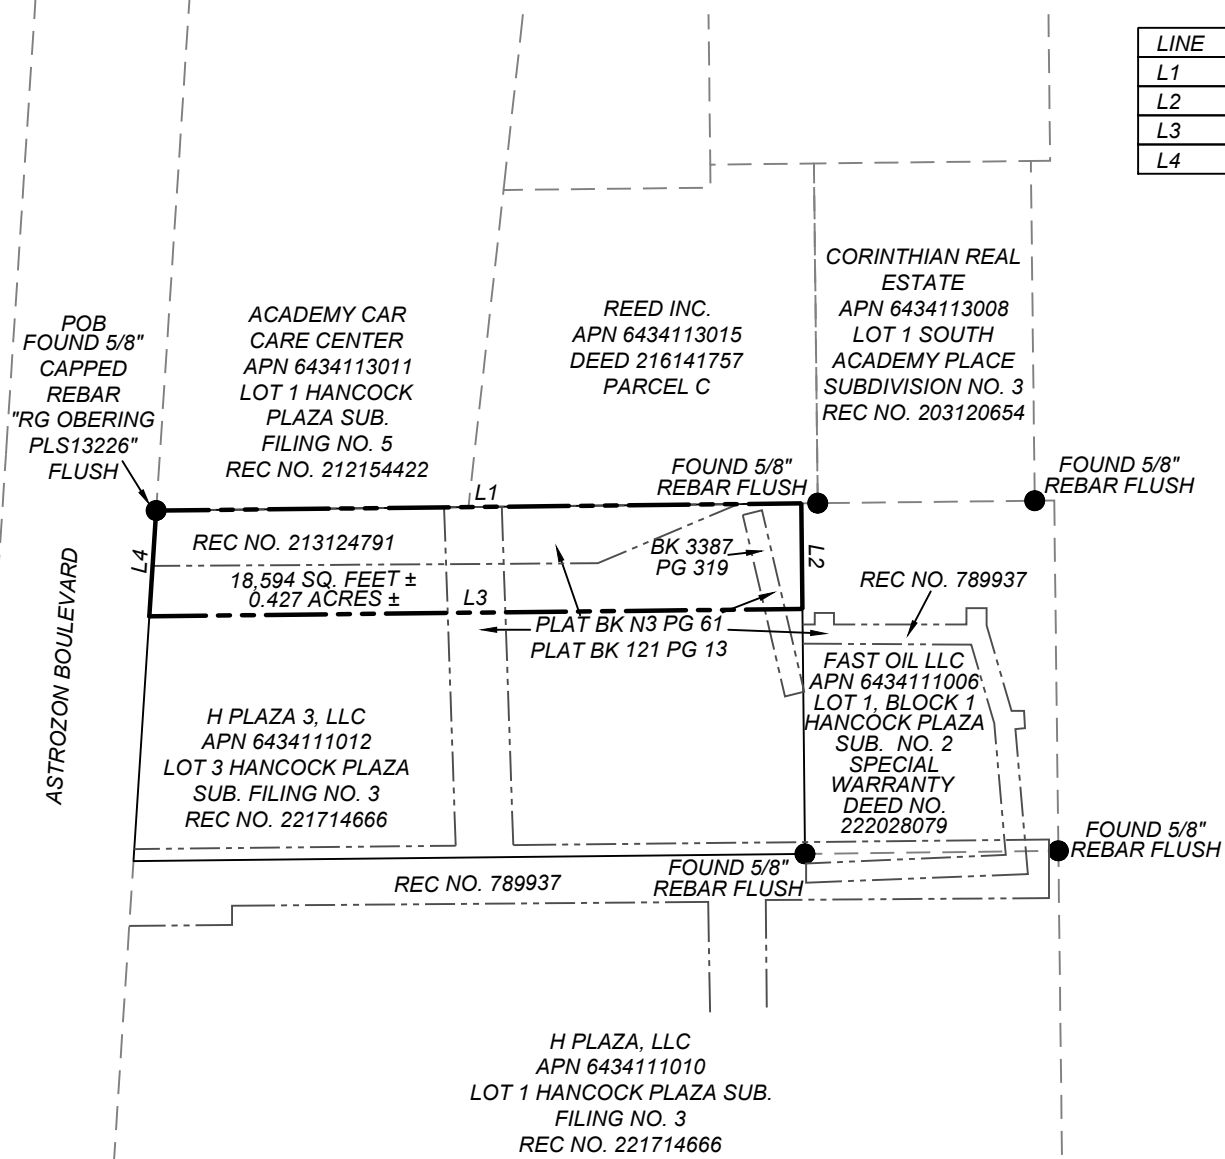 LINE
L1
L2
L3
L4
CORINTHIAN REAL
ESTATE
APN 6434113008
LOT 1 SOUTH
ACADEMY PLACE
SUBDIVISION NO. 3
REC NO. 203120654
ACADEMY CAR
CARE CENTER
APN 6434113011
LOT 1 HANCOCK
PLAZA SUB.
FILING NO. 5
REC NO. 212154422
REED INC.
APN 6434113015
DEED 216141757
PARCEL C
POB
FOUND 5/8"
CAPPED
REBAR
"RG OBERING
PLS13226"
FLUSH
FOUND 5/8"
REBAR FLUSH
FOUND 5/8"
REBAR FLUSH
L1
REC NO. 213124791
BK 3387
PG 319
L2
L4
18,594 SQ. FEET ±
0.427 ACRES ±
L3
REC NO. 789937
PLAT BK N3 PG 61
PLAT BK 121 PG 13
ASTROZON BOULEVARD
FAST OIL LLC
APN 6434111006
LOT 1, BLOCK 1
HANCOCK PLAZA
SUB. NO. 2
SPECIAL
WARRANTY
DEED NO.
222028079
H PLAZA 3, LLC
APN 6434111012
LOT 3 HANCOCK PLAZA
SUB. FILING NO. 3
REC NO. 221714666
FOUND 5/8"
REBAR FLUSH
FOUND 5/8"
REBAR FLUSH
REC NO. 789937
H PLAZA, LLC
APN 6434111010
LOT 1 HANCOCK PLAZA SUB.
FILING NO. 3
REC NO. 221714666